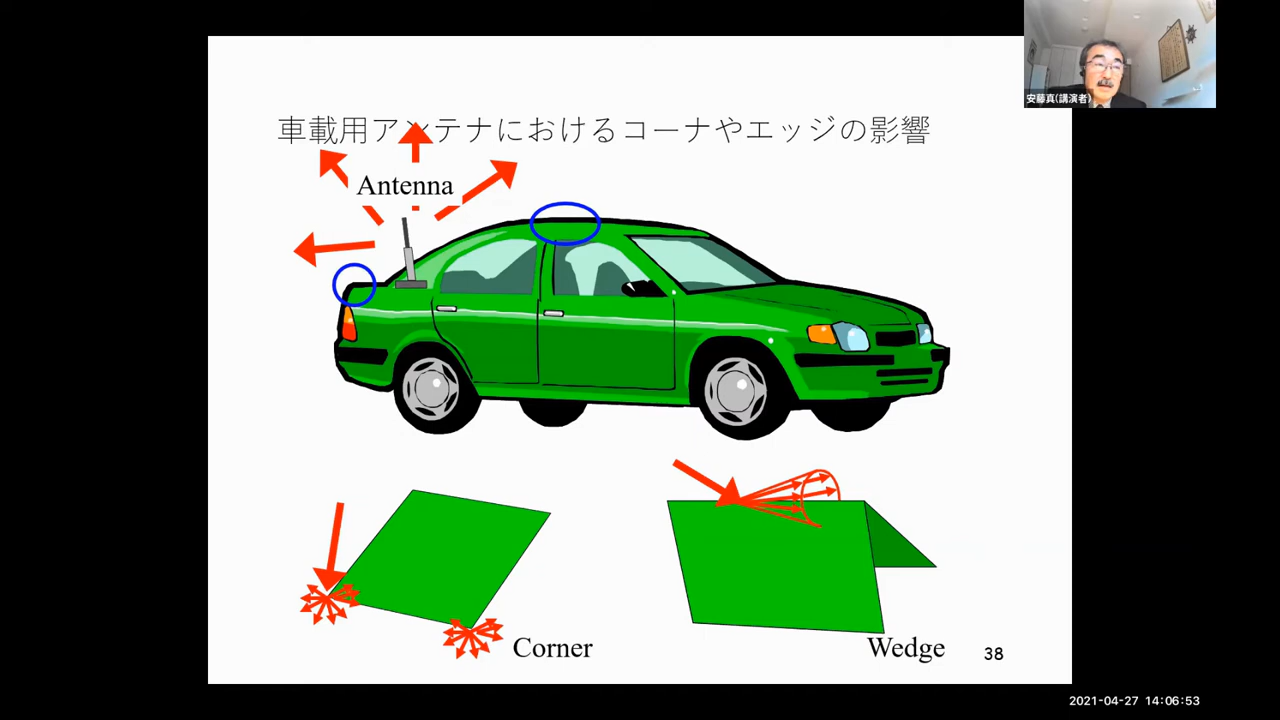 安藤真(講演者)
車載用アンテナにおけるコーナやエッジの影響
Antenna
Corner
Wedge
38
2021-04-27 14:06:53